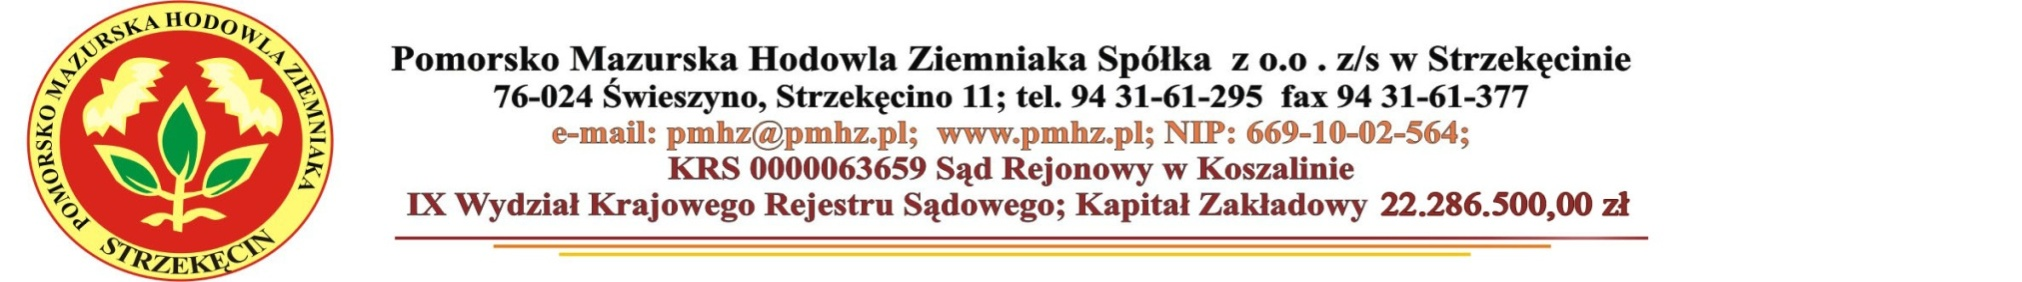 POMORSKO MAZURSKA HODOWLA ZIEMNIAKA
STRZEKĘCIN
Pomorsko Mazurska Hodowla Ziemniaka Spółka z o.o . z/s w Strzekęcinie
76-024 Świeszyno, Strzekęcino 11; tel. 94 31-61-295 fax 94 31-61-377
e-mail: pmhz@pmhz.pl; www.pmhz.pl; NIP: 669-10-02-564;
KRS 0000063659 Sąd Rejonowy w Koszalinie
IX Wydział Krajowego Rejestru Sądowego; Kapitał Zakładowy 22.286.500,00 zł